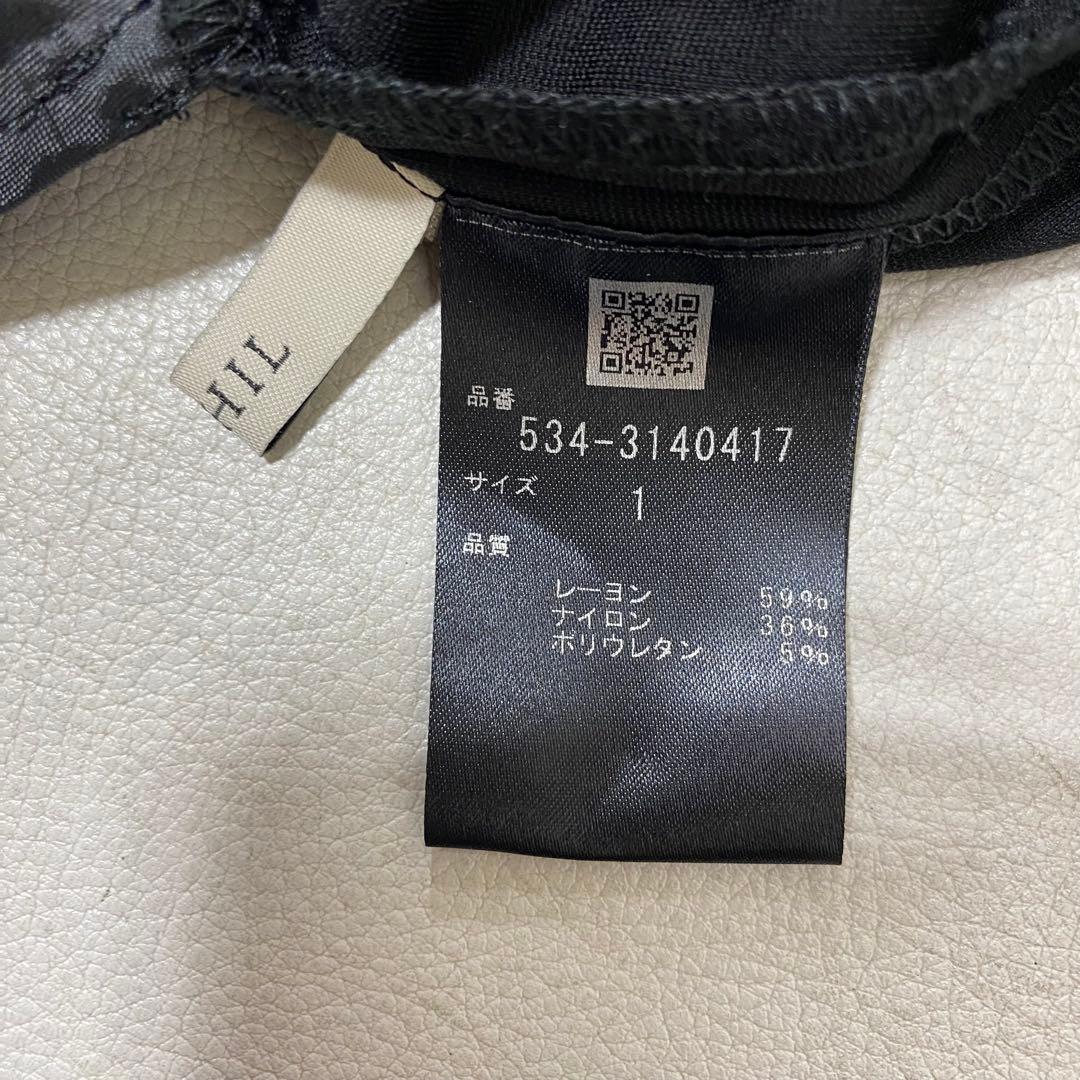 HIL
品番
534-3140417
サイズ 1
品質
レーヨン 59%
ナイロン 36%
ポリウレタン 5%